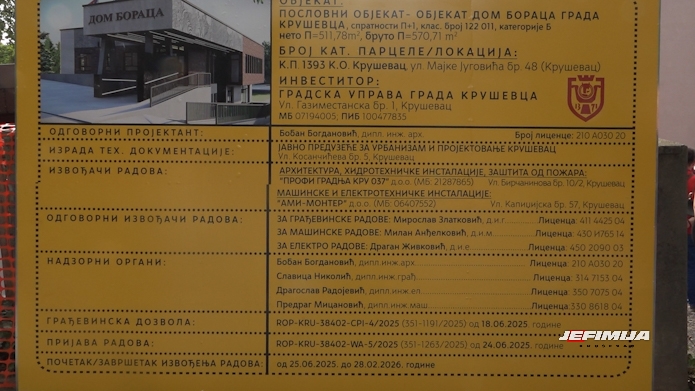 ДОМ БОРАЦА
ОБЈЕКАТ:
ПОСЛОВНИ ОБЈЕКАТ- ОБЈЕКАТ ДОМ БОРАЦА ГРАДА
КРУШЕВЦА, спратности П+1, клас. број 122 011, категорије Б
нето П=511,78m², бруто П=570,71 m²
БРОЈ КАТ. ПАРЦЕЛЕ/ЛОКАЦИЈА:
К.П 1393 К.О. Крушевац, ул. Мајке Југовића бр. 4В (Крушевац)
ИНВЕСТИТОР:
ГРАДСКА УПРАВА ГРАДА КРУШЕВЦА
Ул. Газиместанска бр. 1, Крушевац
МБ 07194005; ПИБ 100477835
1371
ОДГОВОРНИ ПРОЈЕКТАНТ: Бобан Богдановић, дипл. инж. арх. Број лиценце: 210 А030 20
ИЗРАДА ТЕХ. ДОКУМЕНТАЦИЈЕ: ЈАВНО ПРЕДУЗЕЋЕ ЗА УРБАНИЗАМ И ПРОЈЕКТОВАЊЕ КРУШЕВАЦ
Ул. Косанчићева бр. 5, Крушевац
ИЗВОЂАЧИ РАДОВА: АРХИТЕКТУРА, ХИДРОТЕХНИЧКЕ ИНСТАЛАЦИЈЕ, ЗАШТИТА ОД ПОЖАРА:
"ПРОФИ ГРАДЊА КРУ 037" д.о.о. (МБ: 21287865) Ул. Бирчанинова бр. 10/2, Крушевац
МАШИНСКЕ И ЕЛЕКТРОТЕХНИЧКЕ ИНСТАЛАЦИЈЕ:
"АМИ-МОНТЕР" д.о.о. (МБ: 06407552) Ул. Капиџијска бр. 57, Крушевац
ОДГОВОРНИ ИЗВОЂАЧИ РАДОВА: ЗА ГРАЂЕВИНСКЕ РАДОВЕ: Мирослав Златковић, д.и.г. Лиценца: 411 4425 04
ЗА МАШИНСКЕ РАДОВЕ: Милан Анђелковић, д.и.м. Лиценца: 430 И765 14
ЗА ЕЛЕКТРО РАДОВЕ: Драган Живковић, д.и.е. Лиценца: 450 2090 03
НАДЗОРНИ ОРГАНИ: Бобан Богдановић, дипл.инж.арх. Лиценца 210 А030 20
Славица Николић, дипл.инж.грађ. Лиценца: 314 7153 04
Драгослав Радојевић, дипл.инж.ел. Лиценца: 350 7075 04
Предраг Мицановић, дипл.инж.маш. Лиценца: 330 8618 04
ГРАЂЕВИНСКА ДОЗВОЛА: ROP-KRU-38402-CPI-4/2025 (351-1191/2025) од 18.06.2025. године
ПРИЈАВА РАДОВА: ROP-KRU-38402-WA-5/2025 (351-1263/2025) од 24.06.2025. године
ПОЧЕТАК/ЗАВРШЕТАК ИЗВОЂЕЊА РАДОВА: од 25.06.2025. до 28.02.2026. године
JEFIMIJA